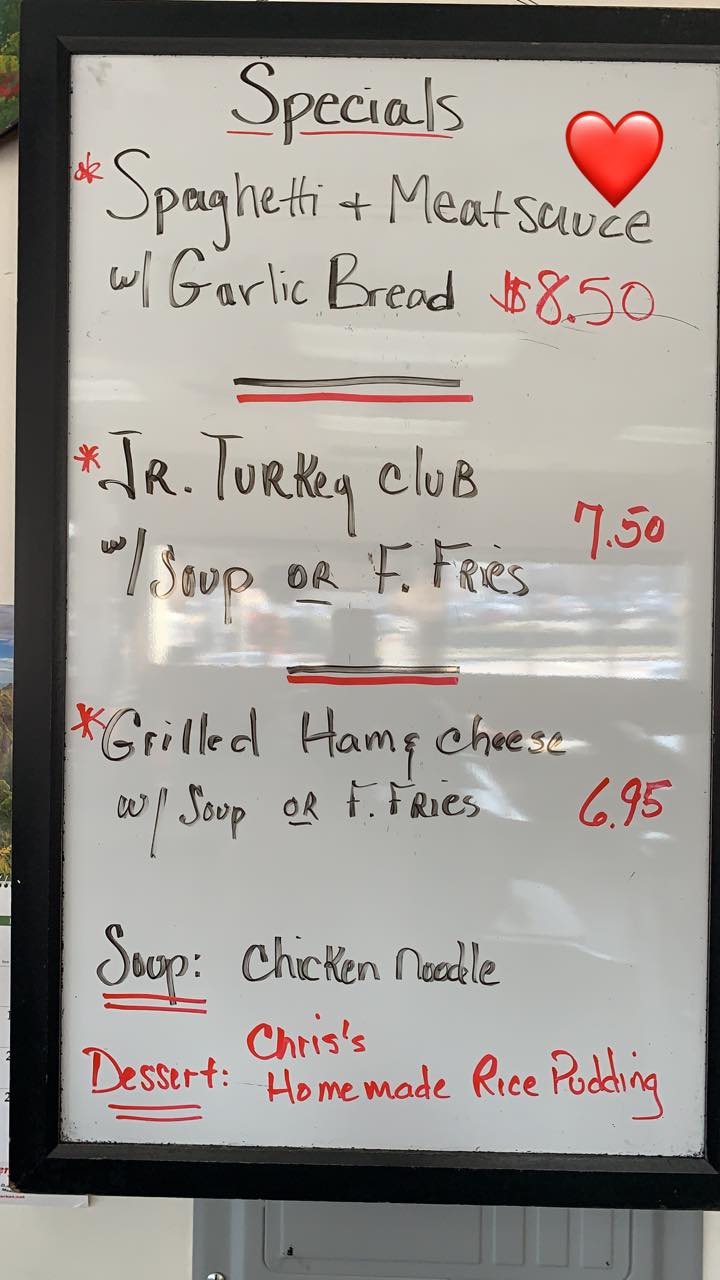 Specials
* Spaghetti + Meatsauce
w/ Garlic Bread $8.50
* JR. TURKEY CLUB
7.50
w/ Soup OR F. FRIES
* Grilled Ham & cheese
w/ Soup OR F. FRIES 6.95
Soup: Chicken Noodle
Chris's
Dessert: Homemade Rice Pudding